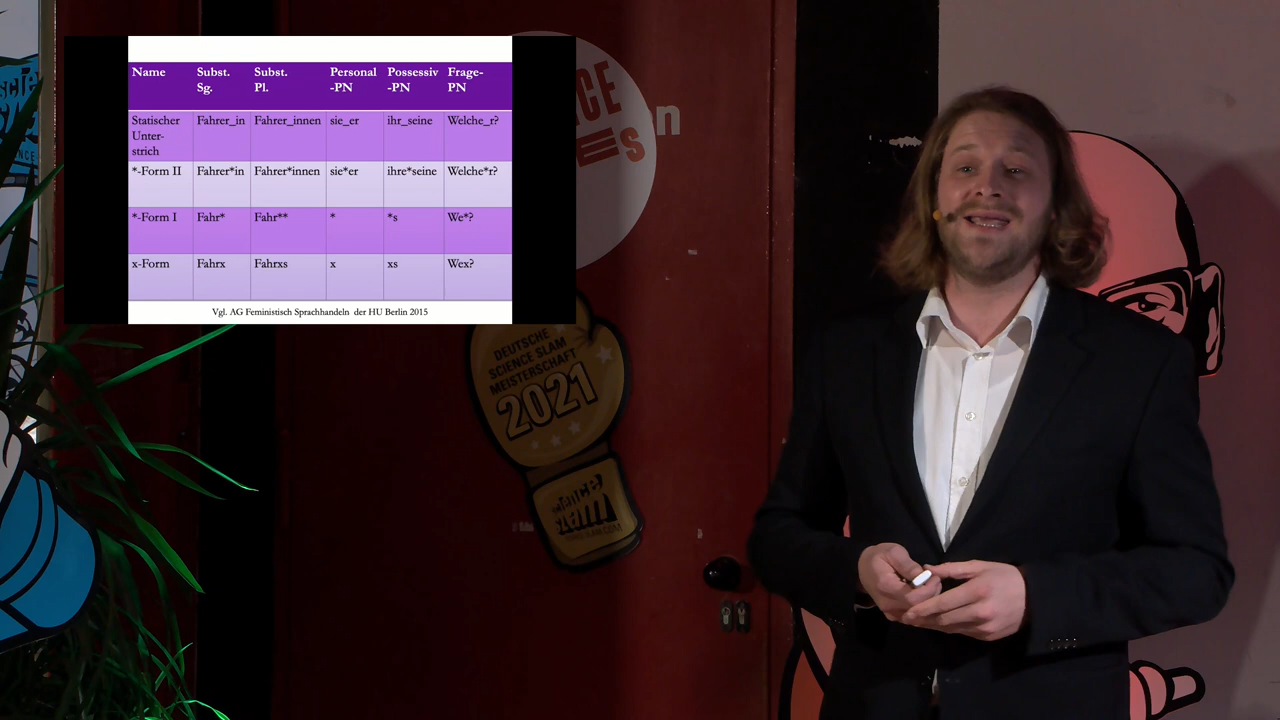 Name Subst. Sg. Subst. Pl. Personal -PN Possessiv -PN Frage- PN
Statischer Unter- strich Fahrer_in Fahrer_innen sie_er ihr_seine Welche_r?
*-Form II Fahrer*in Fahrer*innen sie*er ihre*seine Welche*r?
*-Form I Fahr* Fahr** * *s We*?
x-Form Fahrx Fahrxs x xs Wex?
Vgl. AG Feministisch Sprachhandeln der HU Berlin 2015
DEUTSCHE
SCIENCE SLAM
MEISTERSCHAFT
2021
science
slam